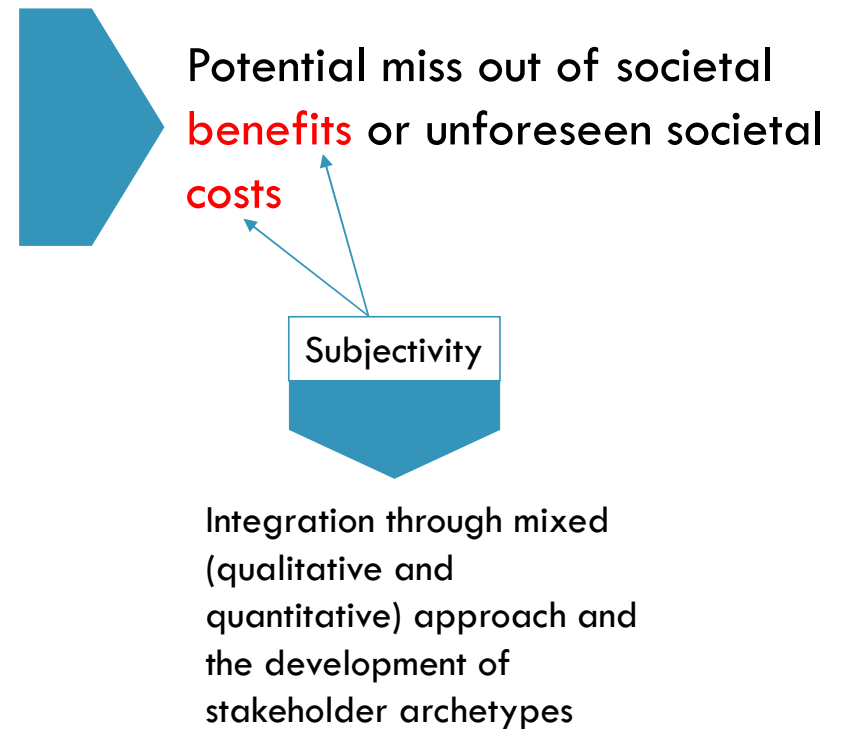 Potential miss out of societal
benefits or unforeseen societal
costs
Subjectivity
Integration through mixed
(qualitative and
quantitative) approach and
the development of
stakeholder archetypes